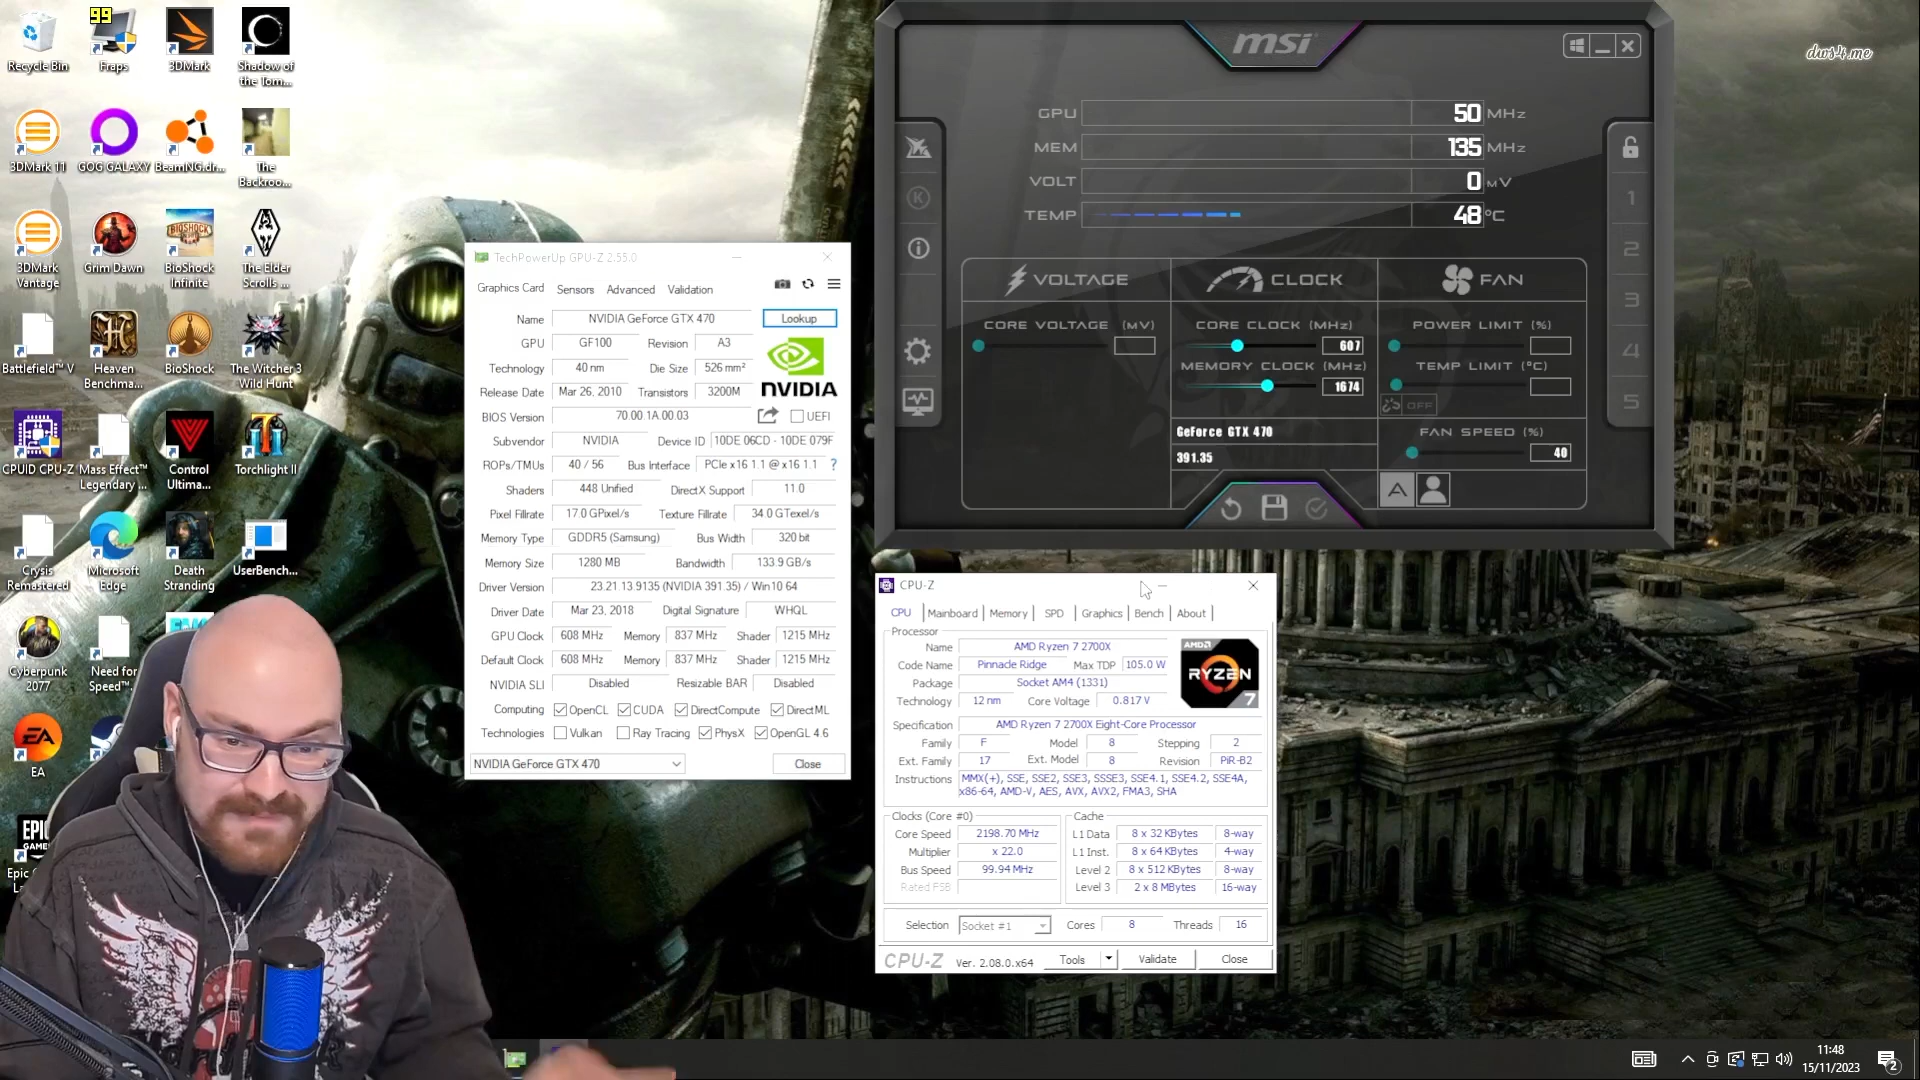 99
Recycle Bin
Fraps
3DMark
Shadow of the Tom...
3DMark 11
GOG GALAXY
BeamNG.dr...
The Backroo...
3DMark Vantage
Grim Dawn
BioShock Infinite
The Elder Scrolls ...
Battlefield™ V
Heaven Benchma...
BioShock
The Witcher 3 Wild Hunt
CPUID CPU-Z
Mass Effect™ Legendary ...
Control Ultima...
Torchlight II
Crysis Remastered
Microsoft Edge
Death Stranding
UserBench...
Cyberpunk 2077
Need for Speed™...
EA
EA
EPIC
GAMES
TechPowerUp GPU-Z 2.55.0
Graphics Card Sensors Advanced Validation
Name NVIDIA GeForce GTX 470 Lookup
GPU GF100 Revision A3
Technology 40 nm Die Size 526 mm²
Release Date Mar 26, 2010 Transistors 3200M
NVIDIA
BIOS Version 70.00.1A.00.03 UEFI
Subvendor NVIDIA Device ID 10DE 06CD - 10DE 079F
ROPs/TMUs 40 / 56 Bus Interface PCIe x16 1.1 @ x16 1.1 ?
Shaders 448 Unified DirectX Support 11.0
Pixel Fillrate 17.0 GPixel/s Texture Fillrate 34.0 GTexel/s
Memory Type GDDR5 (Samsung) Bus Width 320 bit
Memory Size 1280 MB Bandwidth 133.9 GB/s
Driver Version 23.21.13.9135 (NVIDIA 391.35) / Win10 64
Driver Date Mar 23, 2018 Digital Signature WHQL
GPU Clock 608 MHz Memory 837 MHz Shader 1215 MHz
Default Clock 608 MHz Memory 837 MHz Shader 1215 MHz
NVIDIA SLI Disabled Resizable BAR Disabled
Computing OpenCL CUDA DirectCompute DirectML
Technologies Vulkan Ray Tracing PhysX OpenGL 4.6
NVIDIA GeForce GTX 470 Close
msi
GPU 50 MHz
MEM 135 MHz
VOLT 0 MV
TEMP 48 °C
VOLTAGE CLOCK FAN
CORE VOLTAGE (MV) CORE CLOCK (MHz) POWER LIMIT (%)
607
MEMORY CLOCK (MHz) TEMP LIMIT (°C)
1674
OFF
GeForce GTX 470 FAN SPEED (%)
391.35 40
A
K
1
2
3
4
5
dws4.me
CPU-Z
CPU Mainboard Memory SPD Graphics Bench About
Processor
Name AMD Ryzen 7 2700X
Code Name Pinnacle Ridge Max TDP 105.0 W
Package Socket AM4 (1331)
Technology 12 nm Core Voltage 0.817 V
AMD
RYZEN
7
Specification AMD Ryzen 7 2700X Eight-Core Processor
Family F Model 8 Stepping 2
Ext. Family 17 Ext. Model 8 Revision PiR-B2
Instructions MMX(+), SSE, SSE2, SSE3, SSSE3, SSE4.1, SSE4.2, SSE4A,
x86-64, AMD-V, AES, AVX, AVX2, FMA3, SHA
Clocks (Core #0) Cache
Core Speed 2198.70 MHz L1 Data 8 x 32 KBytes 8-way
Multiplier x 22.0 L1 Inst. 8 x 64 KBytes 4-way
Bus Speed 99.94 MHz Level 2 8 x 512 KBytes 8-way
Rated FSB Level 3 2 x 8 MBytes 16-way
Selection Socket #1 Cores 8 Threads 16
CPU-Z Ver. 2.08.0.x64 Tools Validate Close
11:48
15/11/2023
2